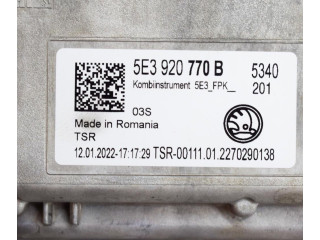 5E3 920 770 B 5340
Kombiinstrument 5E3_FPK__ 201
03S
Made in Romania
TSR
12.01.2022-17:17:29 TSR-00111.01.2270290138